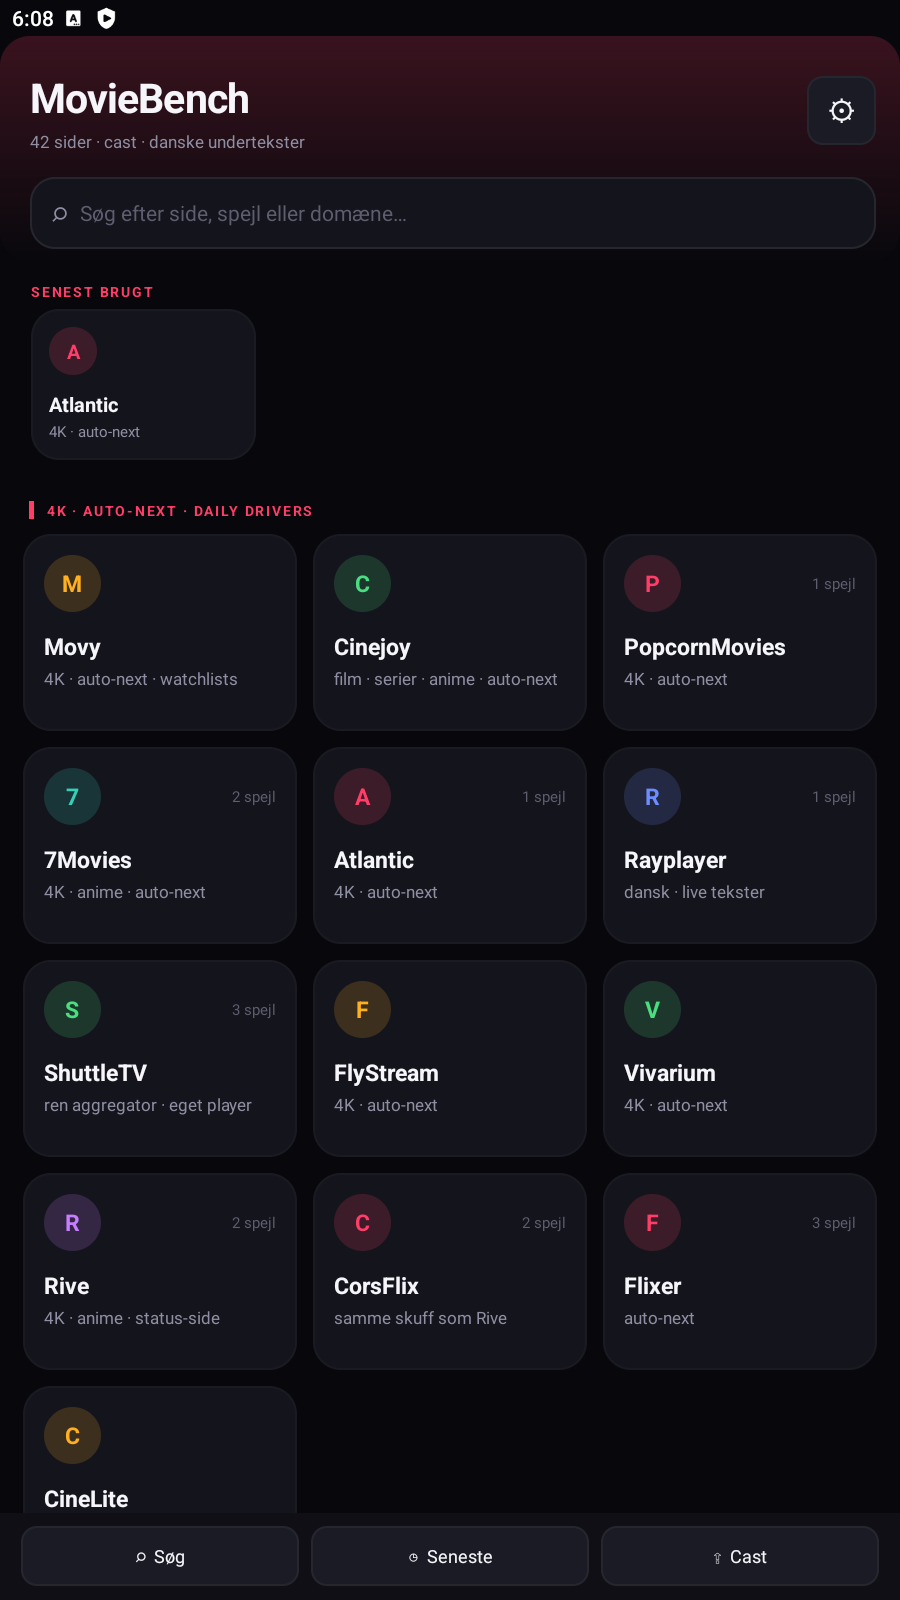 6:08
MovieBench
42 sider · cast · danske undertekster
Søg efter side, spejl eller domæne...
SENEST BRUGT
A
Atlantic
4K · auto-next
4K · AUTO-NEXT · DAILY DRIVERS
M
Movy
4K · auto-next · watchlists
C
Cinejoy
film · serier · anime · auto-next
P
1 spejl
PopcornMovies
4K · auto-next
7
2 spejl
7Movies
4K · anime · auto-next
A
1 spejl
Atlantic
4K · auto-next
R
1 spejl
Rayplayer
dansk · live tekster
S
3 spejl
ShuttleTV
ren aggregator · eget player
F
FlyStream
4K · auto-next
V
Vivarium
4K · auto-next
R
2 spejl
Rive
4K · anime · status-side
C
2 spejl
CorsFlix
samme skuff som Rive
F
3 spejl
Flixer
auto-next
C
CineLite
Søg
Seneste
Cast